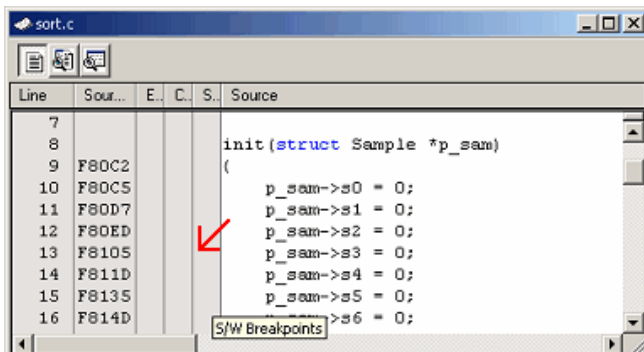 sort.c
Line Sour... E.. C.. S.. Source
7
8 init(struct Sample *p_sam)
9 F80C2 (
10 F80C5 p_sam->s0 = 0;
11 F80D7 p_sam->s1 = 0;
12 F80ED p_sam->s2 = 0;
13 F8105 p_sam->s3 = 0;
14 F811D p_sam->s4 = 0;
15 F8135 p_sam->s5 = 0;
16 F814D p_sam->s6 = 0;
S/W Breakpoints